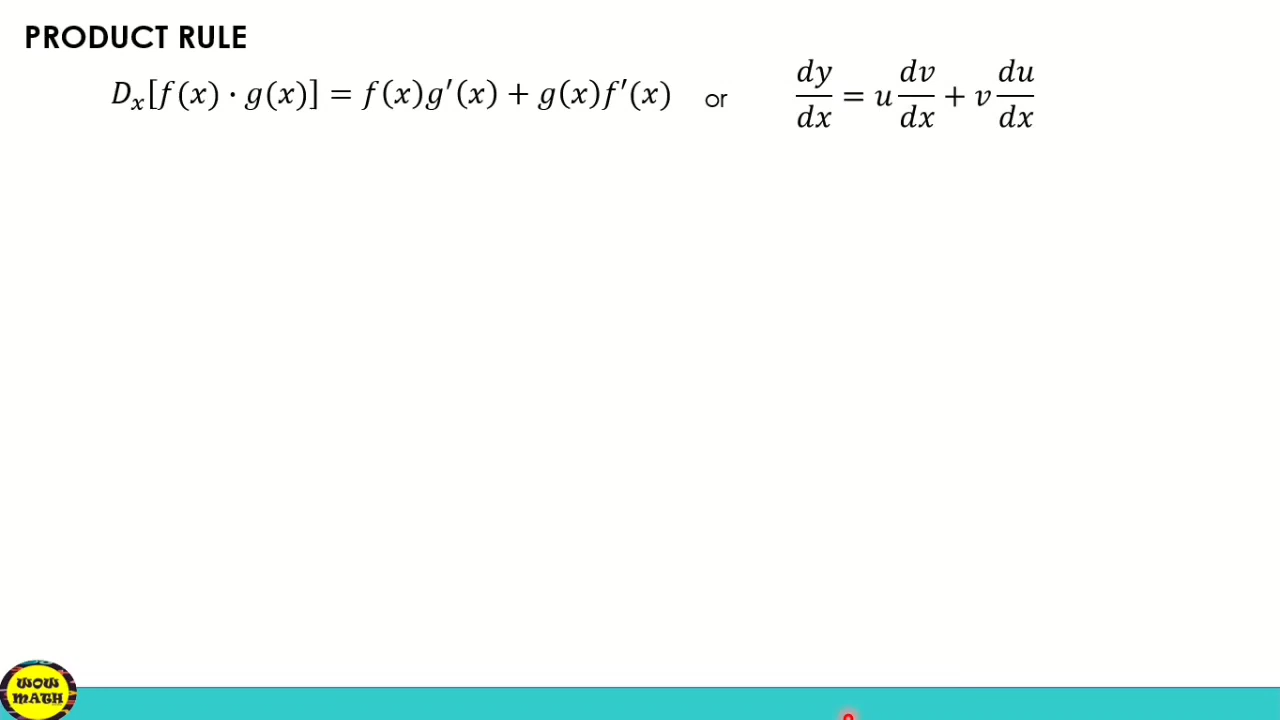 PRODUCT RULE
Dₓ[f(x) · g(x)] = f(x)g′(x) + g(x)f′(x) or dy/dx = u dv/dx + v du/dx
WOW
MATH